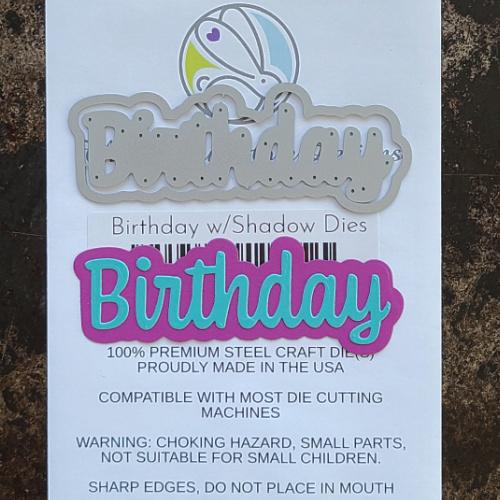 Birthday
Birthday w/Shadow Dies
Birthday
100% PREMIUM STEEL CRAFT DIE(S)
PROUDLY MADE IN THE USA
COMPATIBLE WITH MOST DIE CUTTING
MACHINES
WARNING: CHOKING HAZARD, SMALL PARTS,
NOT SUITABLE FOR SMALL CHILDREN.
SHARP EDGES, DO NOT PLACE IN MOUTH